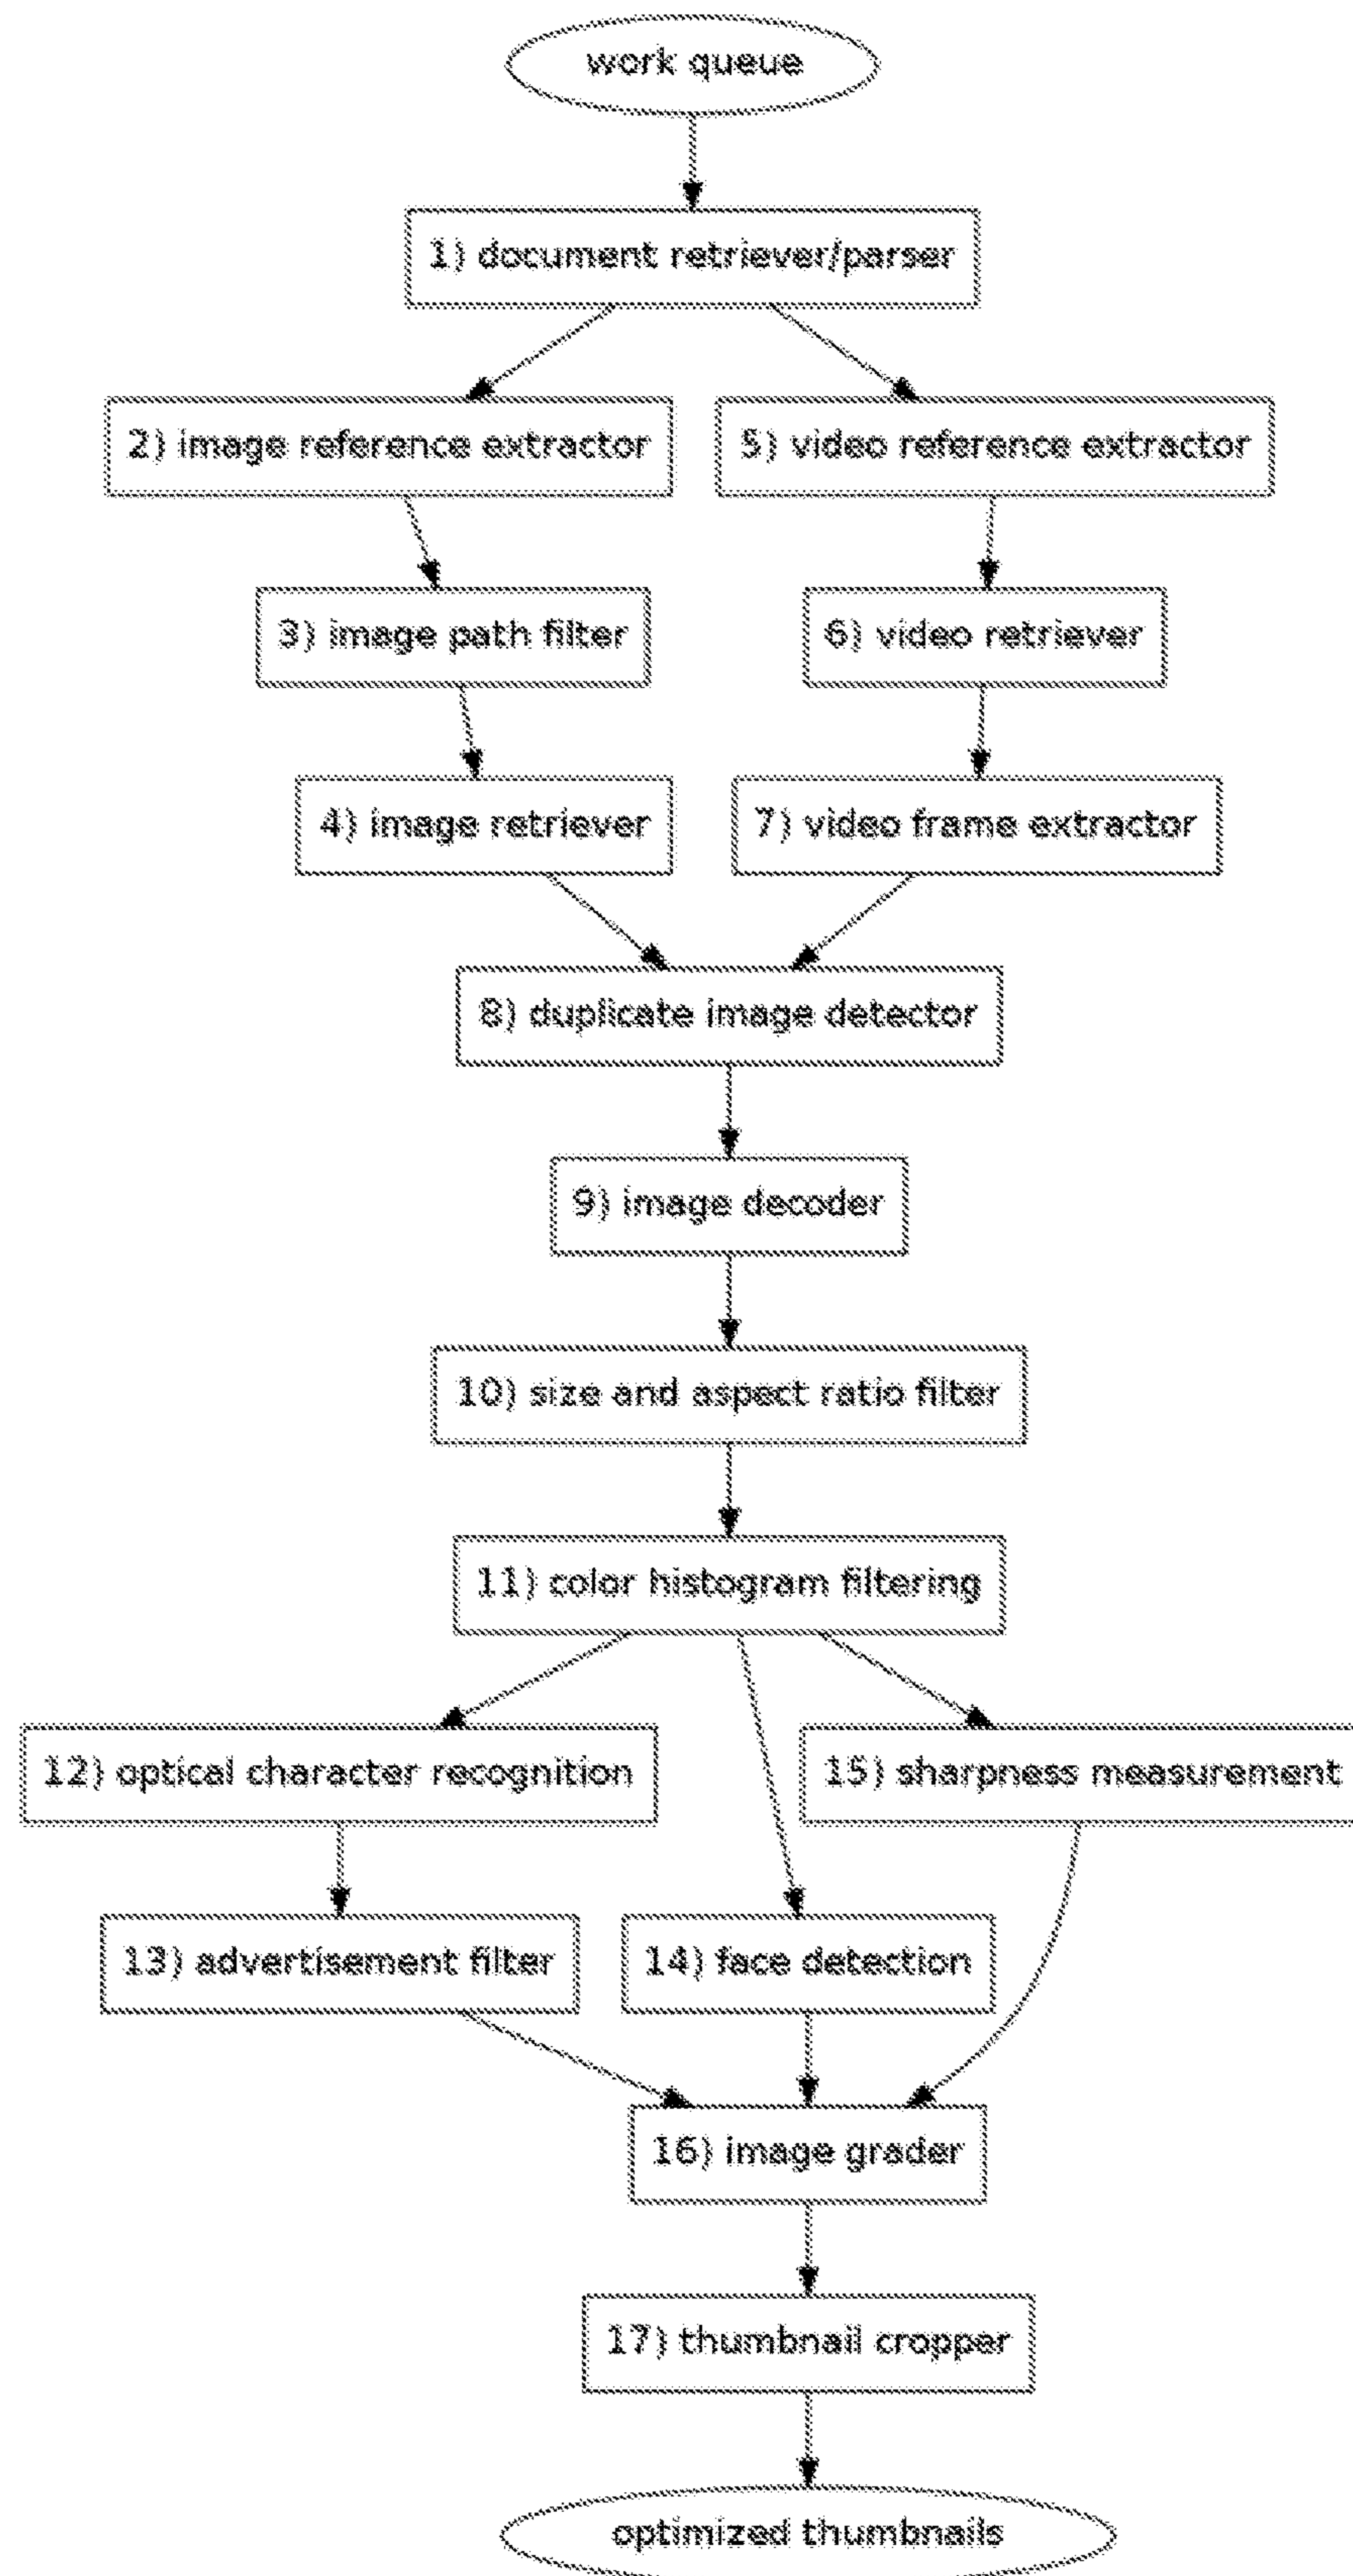 work queue
1) document retriever/parser
2) image reference extractor
5) video reference extractor
3) image path filter
6) video retriever
4) image retriever
7) video frame extractor
8) duplicate image detector
9) image decoder
10) size and aspect ratio filter
11) color histogram filtering
12) optical character recognition
15) sharpness measurement
13) advertisement filter
14) face detection
16) image grader
17) thumbnail cropper
optimized thumbnails